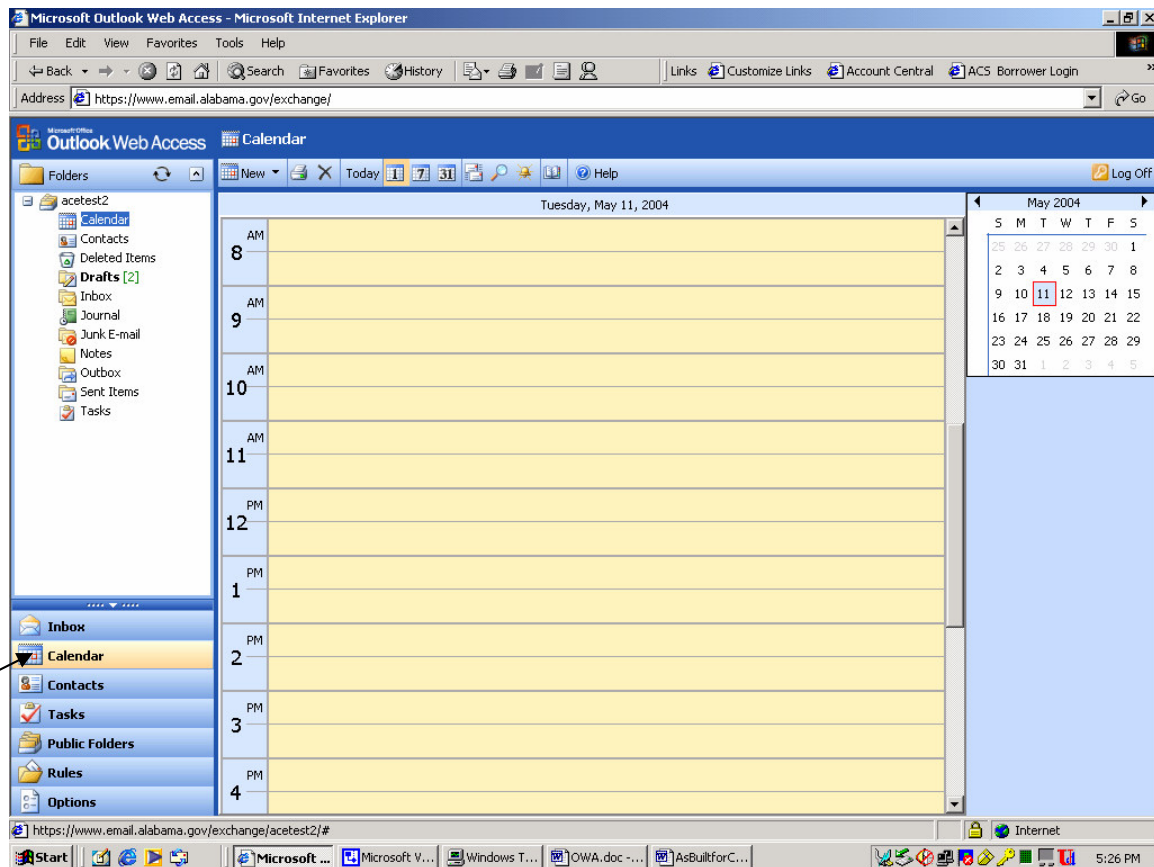 Microsoft Outlook Web Access - Microsoft Internet Explorer
File Edit View Favorites Tools Help
Back Search Favorites History Links Customize Links Account Central ACS Borrower Login »
Address https://www.email.alabama.gov/exchange/ Go
Microsoft Office
Outlook Web Access
Calendar
Folders
New Today 1 7 31 Help Log Off
acetest2
Calendar
Contacts
Deleted Items
Drafts [2]
Inbox
Journal
Junk E-mail
Notes
Outbox
Sent Items
Tasks
Inbox
Calendar
Contacts
Tasks
Public Folders
Rules
Options
Tuesday, May 11, 2004
8 AM
9 AM
10 AM
11 AM
12 PM
1 PM
2 PM
3 PM
4 PM
May 2004
S M T W T F S
25 26 27 28 29 30 1
2 3 4 5 6 7 8
9 10 11 12 13 14 15
16 17 18 19 20 21 22
23 24 25 26 27 28 29
30 31 1 2 3 4 5
https://www.email.alabama.gov/exchange/acetest2/# Internet
Start Microsoft ... Microsoft V... Windows T... OWA.doc -... AsBuiltforC... 5:26 PM